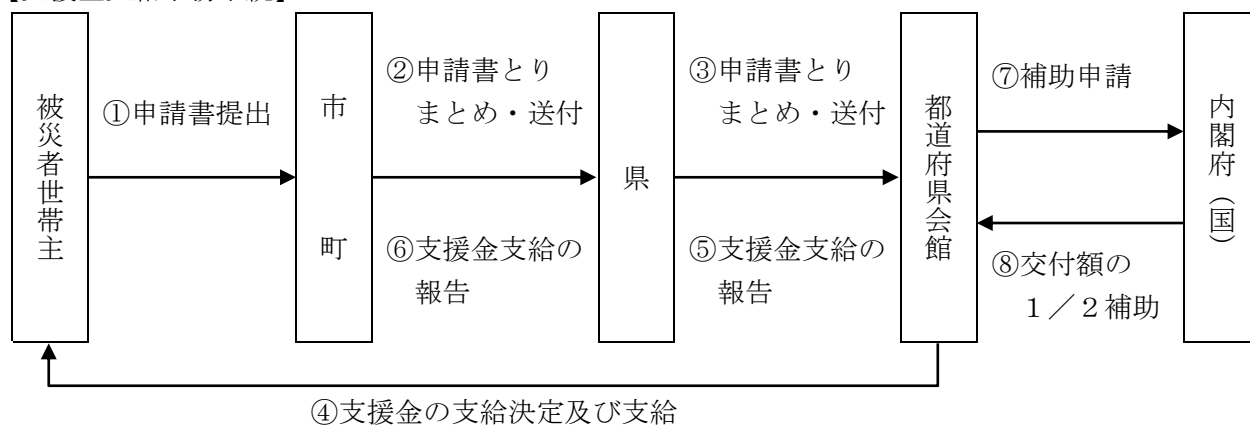 被災者世帯主
①申請書提出
市町
②申請書とり
まとめ・送付
⑥支援金支給の
報告
県
③申請書とり
まとめ・送付
⑤支援金支給の
報告
都道府県会館
⑦補助申請
⑧交付額の
1/2補助
内閣府(国)
④支援金の支給決定及び支給